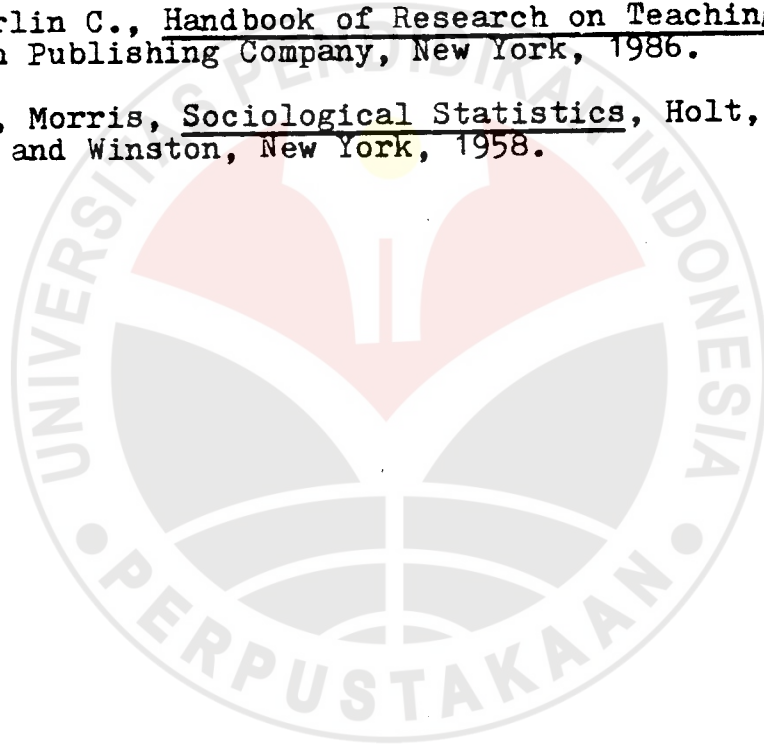 rlin C., Handbook of Research on Teaching
n Publishing Company, New York, 1986.
, Morris, Sociological Statistics, Holt,
and Winston, New York, 1958.
UNIVERSITAS PENDIDIKAN INDONESIA
PERPUSTAKAAN